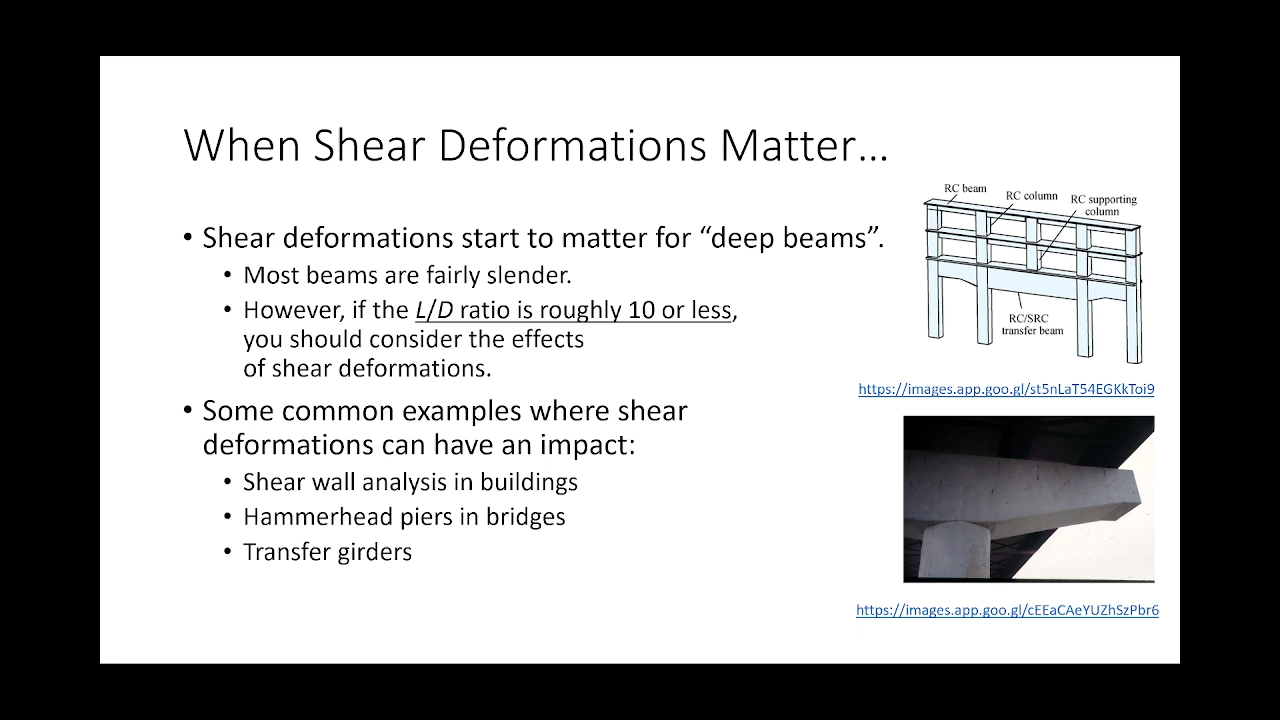 When Shear Deformations Matter…
• Shear deformations start to matter for “deep beams”.
• Most beams are fairly slender.
• However, if the L/D ratio is roughly 10 or less,
you should consider the effects
of shear deformations.
• Some common examples where shear
deformations can have an impact:
• Shear wall analysis in buildings
• Hammerhead piers in bridges
• Transfer girders
RC beam
RC column
RC supporting
column
RC/SRC
transfer beam
https://images.app.goo.gl/st5nLaT54EGKkToi9
https://images.app.goo.gl/cEEaCAeYUZhSzPbr6